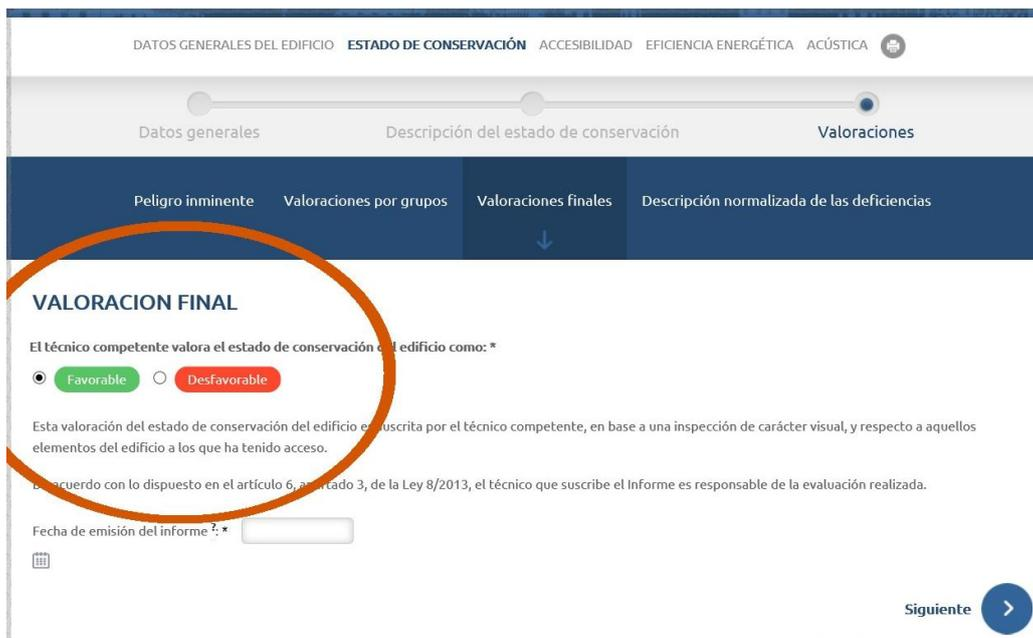 DATOS GENERALES DEL EDIFICIO ESTADO DE CONSERVACIÓN ACCESIBILIDAD EFICIENCIA ENERGÉTICA ACÚSTICA
Datos generales Descripción del estado de conservación Valoraciones
Peligro inminente Valoraciones por grupos Valoraciones finales Descripción normalizada de las deficiencias
VALORACION FINAL
El técnico competente valora el estado de conservación del edificio como: *
Favorable Desfavorable
Esta valoración del estado de conservación del edificio es suscrita por el técnico competente, en base a una inspección de carácter visual, y respecto a aquellos
elementos del edificio a los que ha tenido acceso.
De acuerdo con lo dispuesto en el artículo 6, apartado 3, de la Ley 8/2013, el técnico que suscribe el Informe es responsable de la evaluación realizada.
Fecha de emisión del informe ?: *
Siguiente